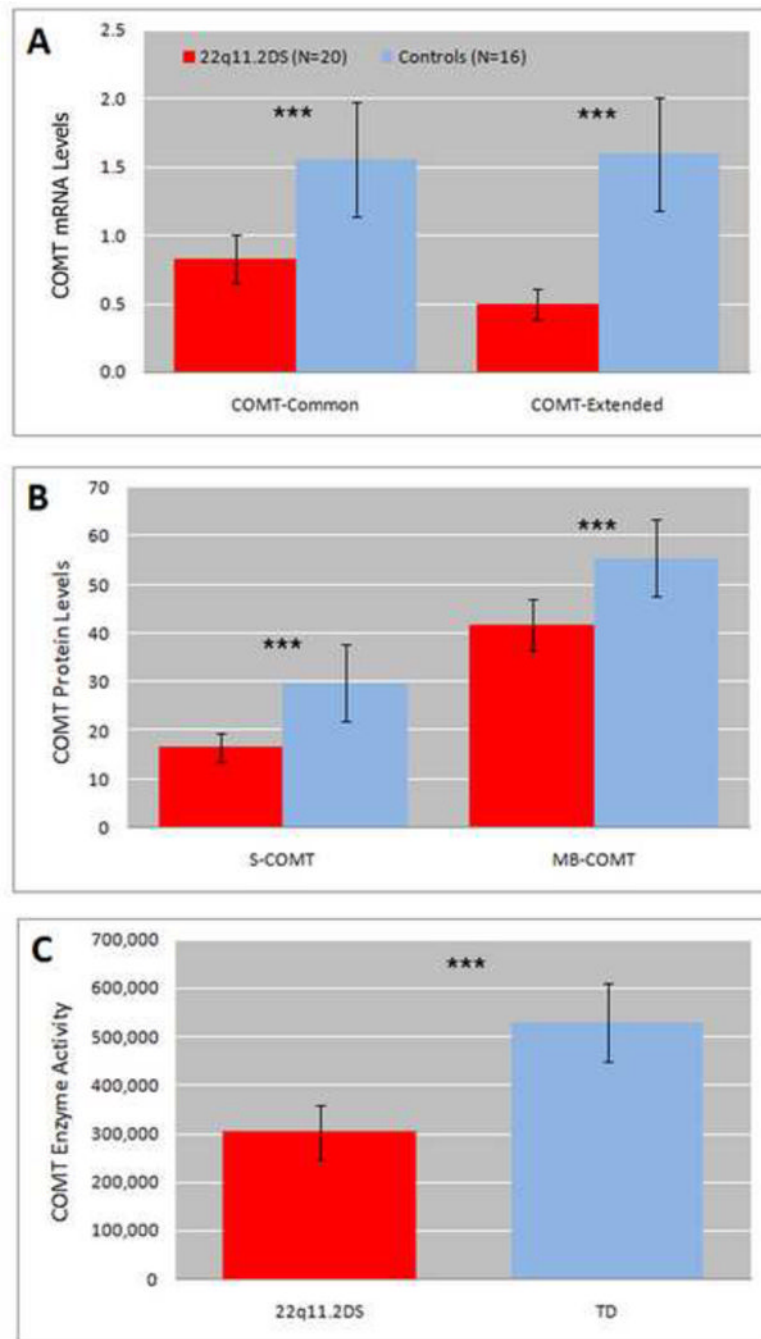 A
22q11.2DS (N=20) Controls (N=16)
COMT mRNA Levels
2.5
2.0
1.5
1.0
0.5
0.0
*** ***
COMT-Common COMT-Extended
B
COMT Protein Levels
70
60
50
40
30
20
10
0
*** ***
S-COMT MB-COMT
C
COMT Enzyme Activity
700,000
600,000
500,000
400,000
300,000
200,000
100,000
0
***
22q11.2DS TD